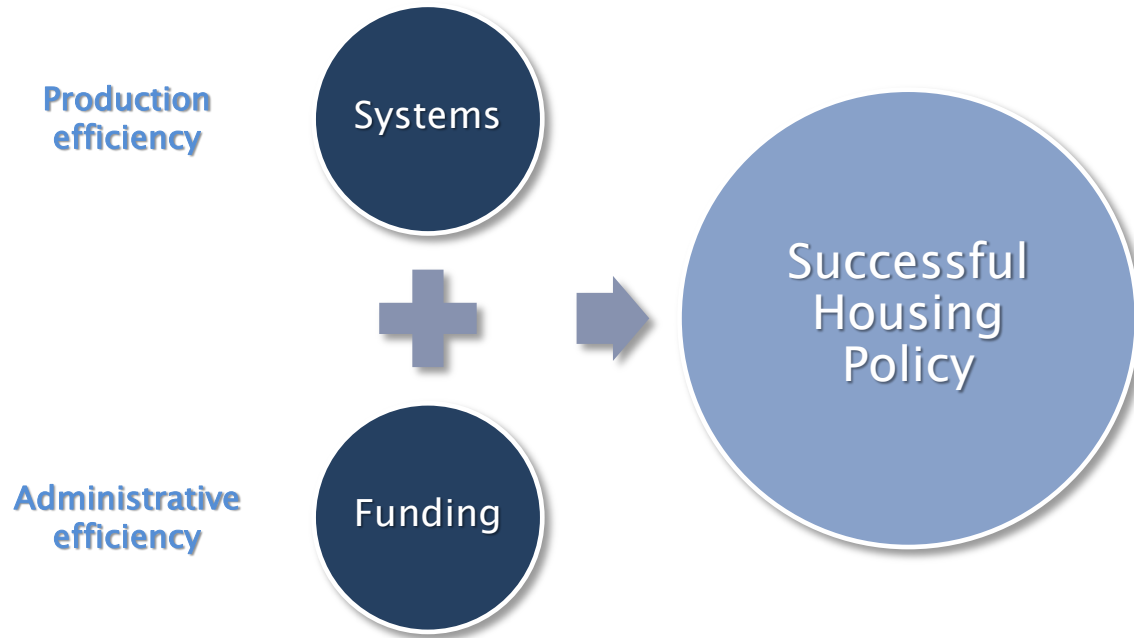 Production
efficiency
Systems
Successful
Housing
Policy
Administrative
efficiency
Funding